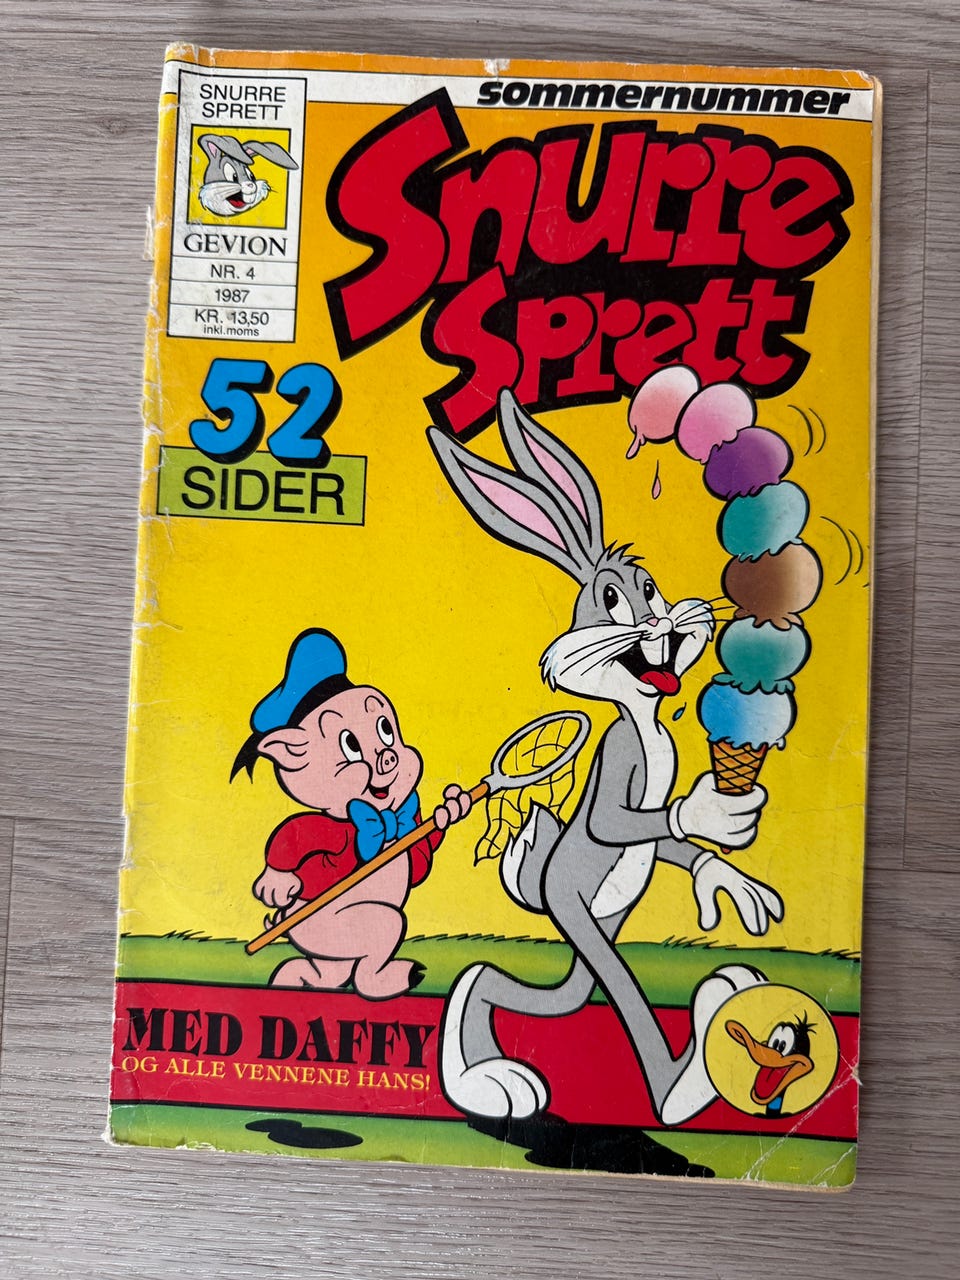 sommernummer
SNURRE
SPRETT
GEVION
NR. 4
1987
KR. 13,50
inkl.moms
Snurre
Sprett
52
SIDER
MED DAFFY
OG ALLE VENNENE HANS!